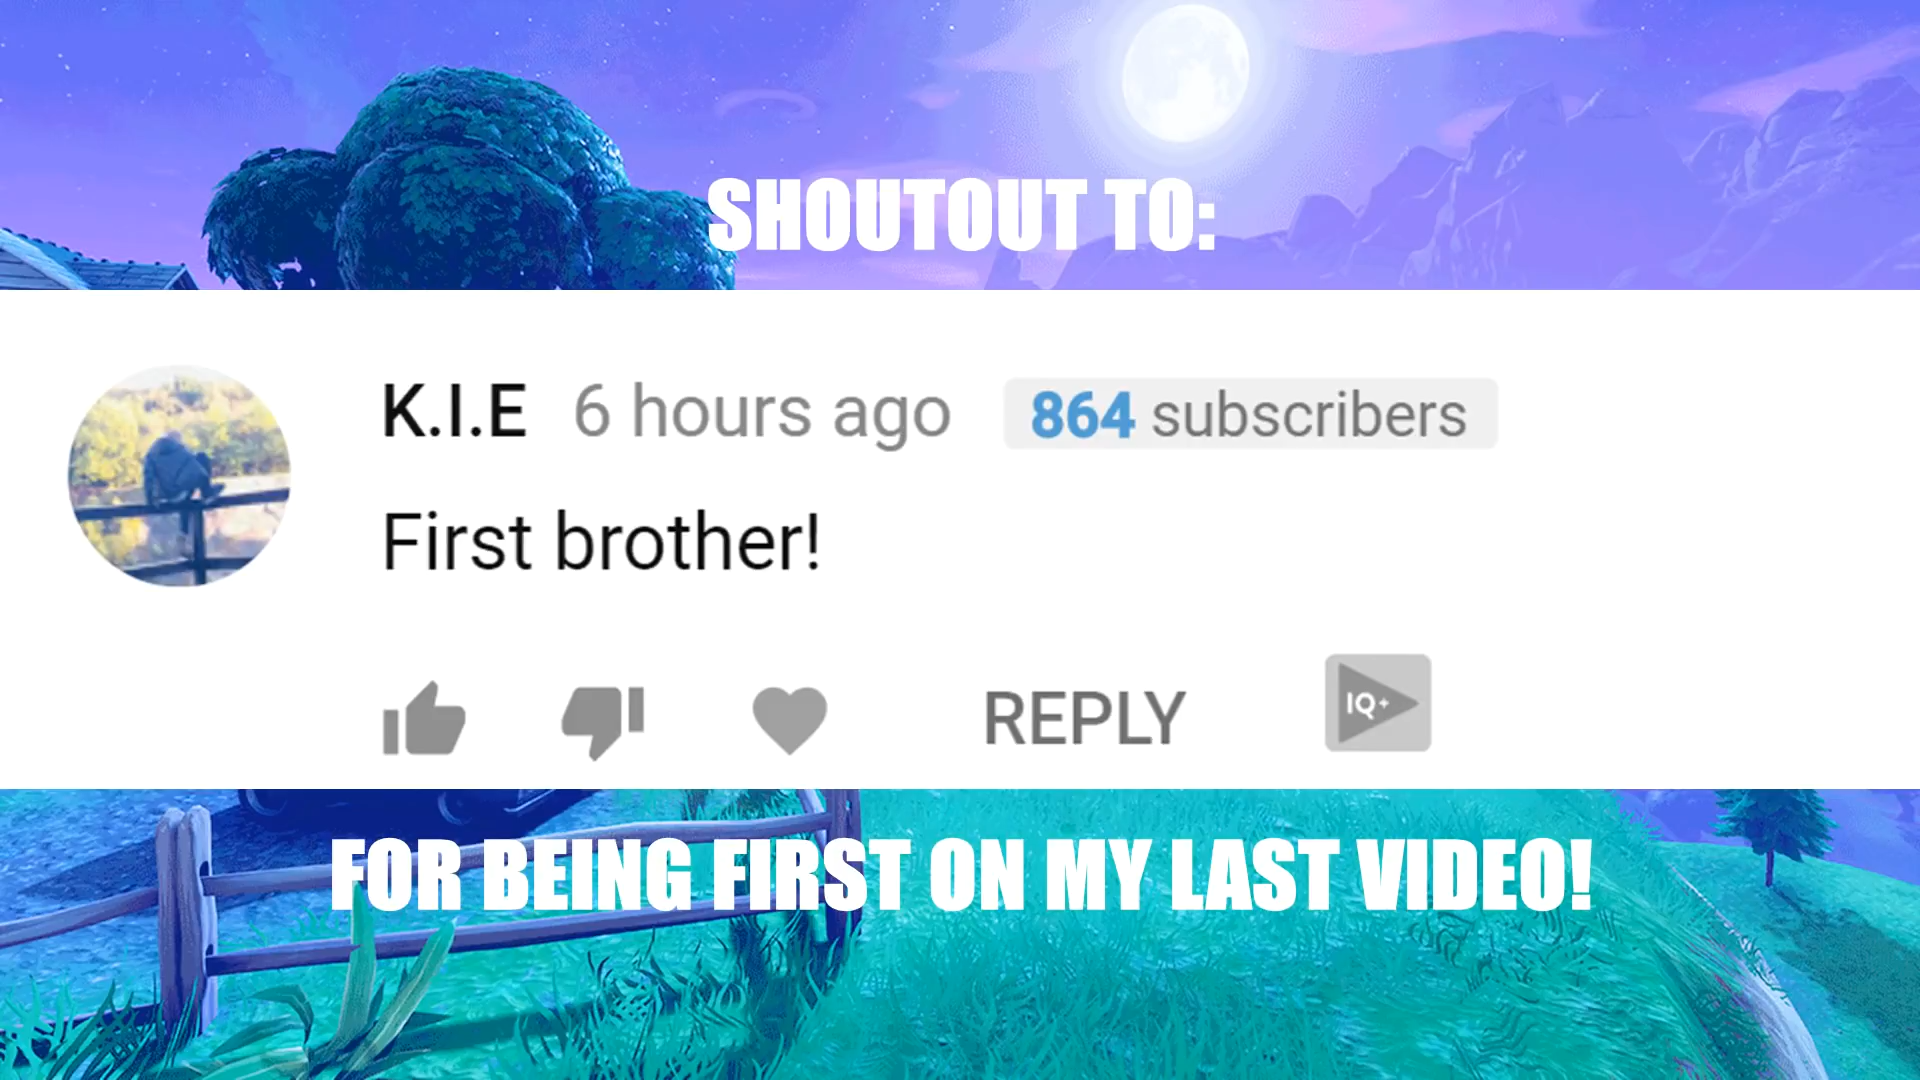 SHOUTOUT TO:
K.I.E 6 hours ago 864 subscribers
First brother!
REPLY IQ+
FOR BEING FIRST ON MY LAST VIDEO!